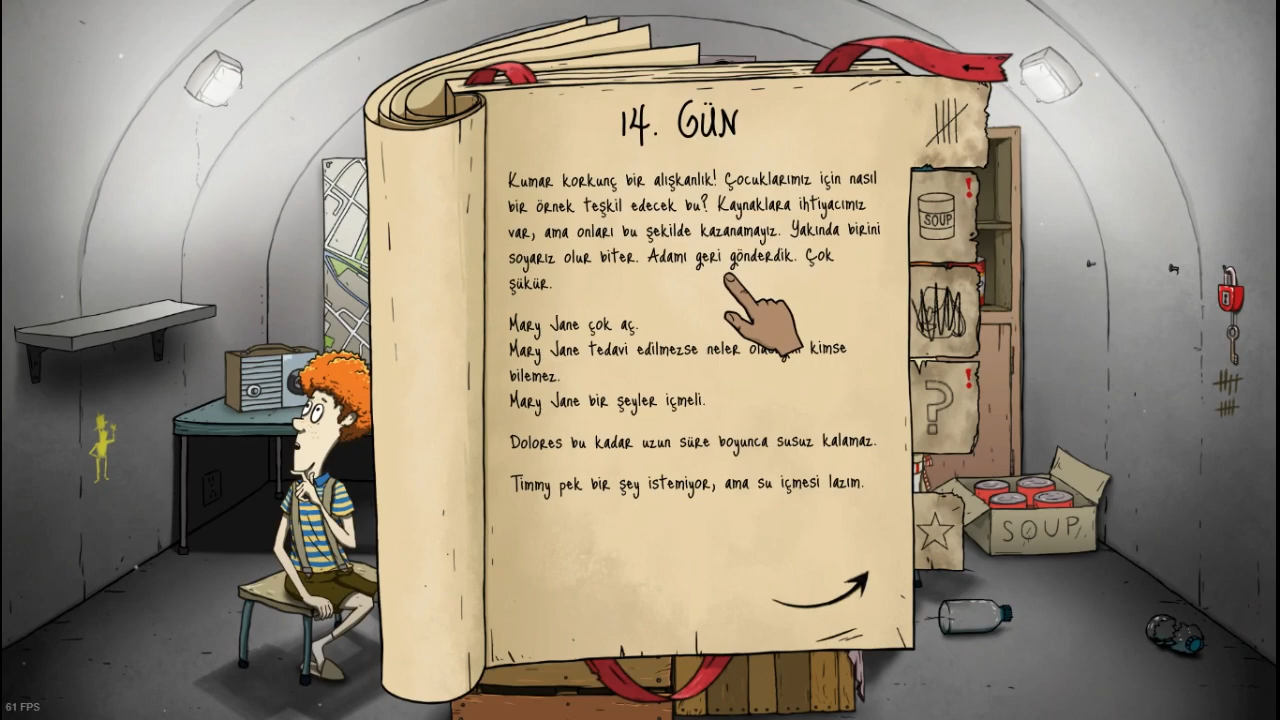 14. GÜN
Kumar korkunç bir alışkanlık! Çocuklarımız için nasıl
bir örnek teşkil edecek bu? Kaynaklara ihtiyacımız
var, ama onları bu şekilde kazanamayız. Yakında birini
soyarız olur biter. Adamı geri gönderdik. Çok
şükür.
Mary Jane çok aç.
Mary Jane tedavi edilmezse neler kimse
bilemez.
Mary Jane bir şeyler içmeli.
Dolores bu kadar uzun süre boyunca susuz kalamaz.
Timmy pek bir şey istemiyor, ama su içmesi lazım.
SOUP
!
!
?
SOUP
61 FPS